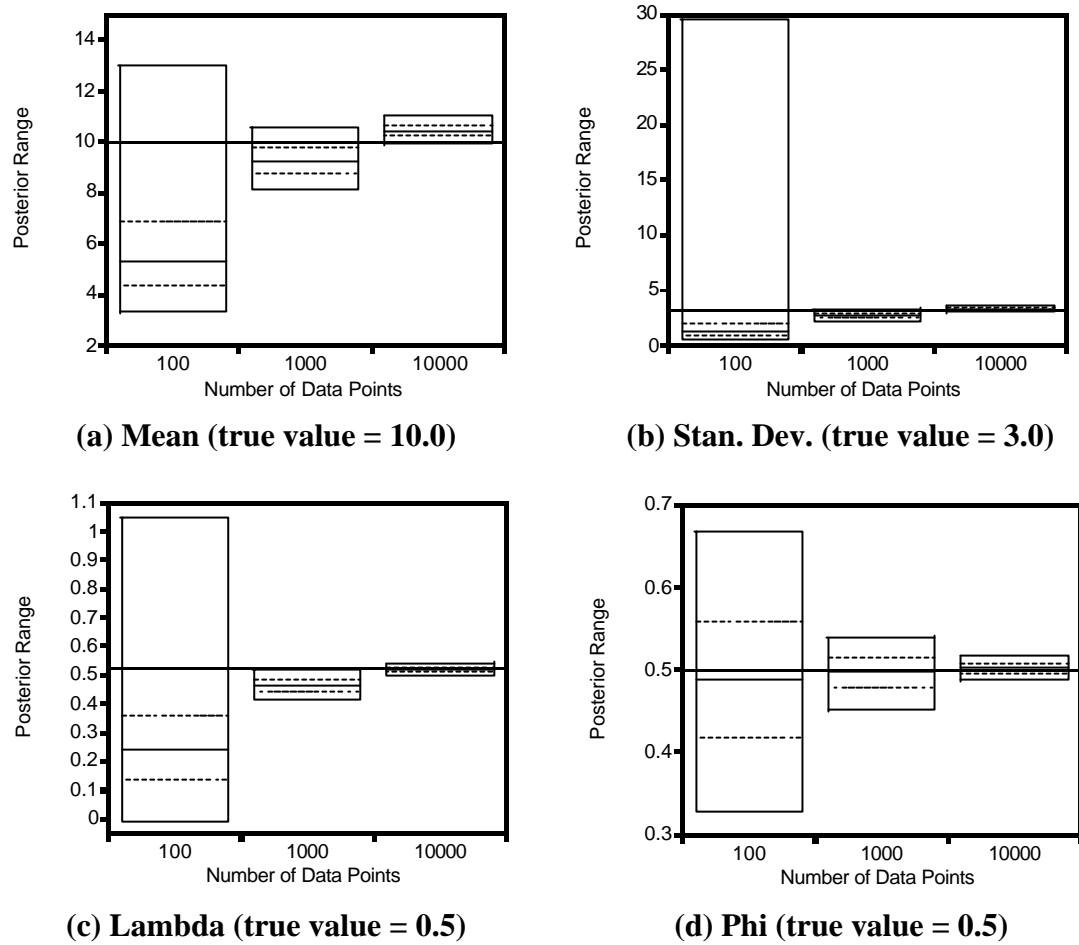 14
12
10
8
6
4
2
Posterior Range
100 1000 10000
Number of Data Points
(a) Mean (true value = 10.0)
30
25
20
15
10
5
0
Posterior Range
100 1000 10000
Number of Data Points
(b) Stan. Dev. (true value = 3.0)
1.1
1
0.9
0.8
0.7
0.6
0.5
0.4
0.3
0.2
0.1
0
Posterior Range
100 1000 10000
Number of Data Points
(c) Lambda (true value = 0.5)
0.7
0.6
0.5
0.4
0.3
Posterior Range
100 1000 10000
Number of Data Points
(d) Phi (true value = 0.5)